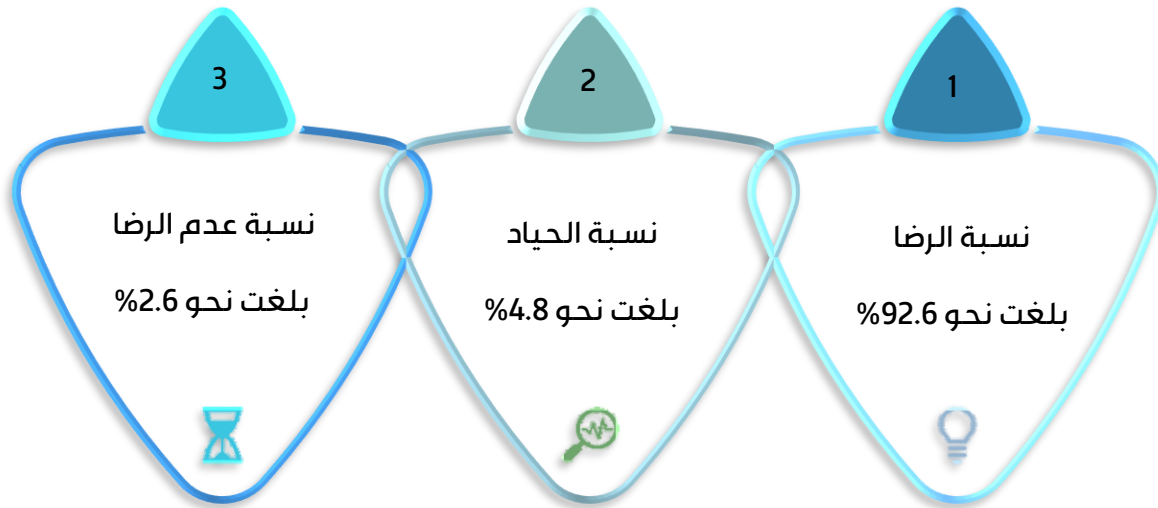 1
نسبة الرضا
بلغت نحو 92.6%
2
نسبة الحياد
بلغت نحو 4.8%
3
نسبة عدم الرضا
بلغت نحو 2.6%